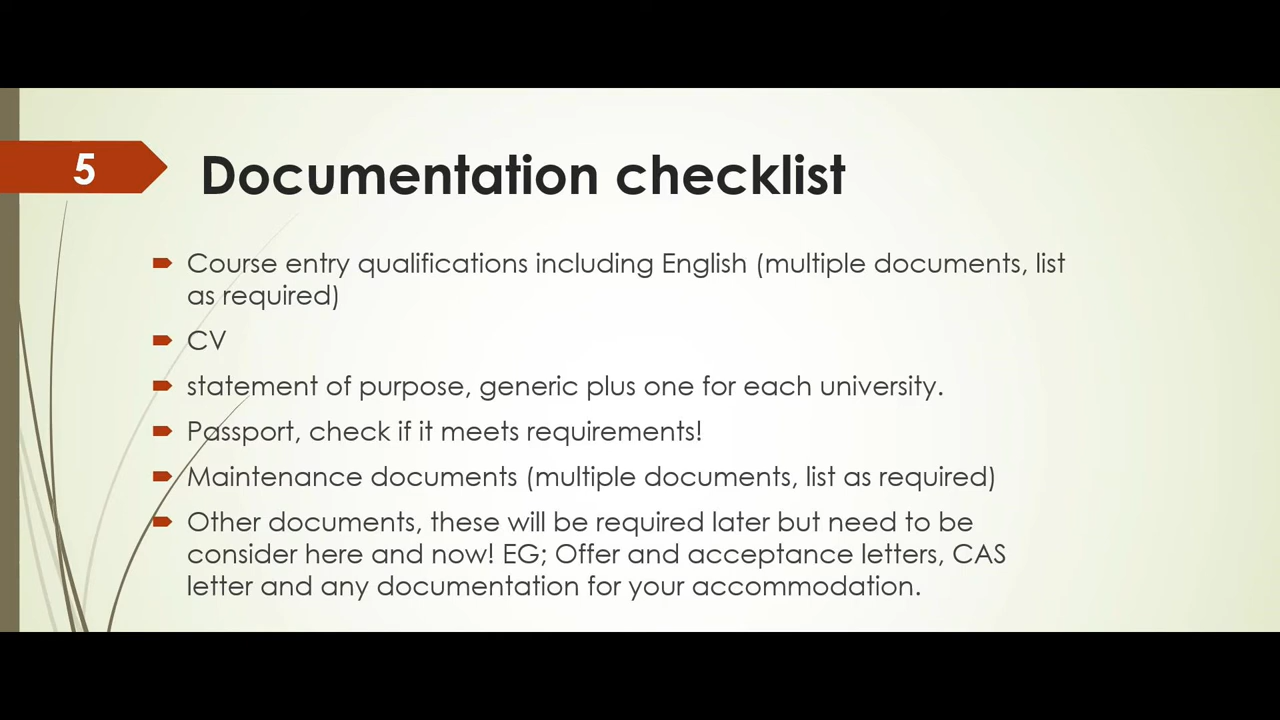 5
Documentation checklist
Course entry qualifications including English (multiple documents, list
as required)
CV
statement of purpose, generic plus one for each university.
Passport, check if it meets requirements!
Maintenance documents (multiple documents, list as required)
Other documents, these will be required later but need to be
consider here and now! EG; Offer and acceptance letters, CAS
letter and any documentation for your accommodation.